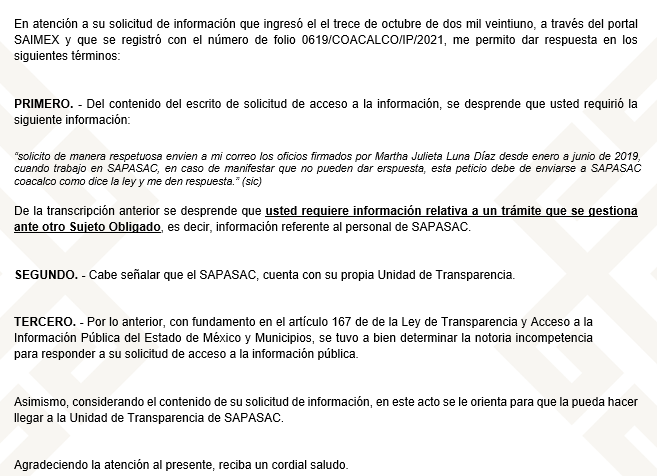 En atención a su solicitud de información que ingresó el el trece de octubre de dos mil veintiuno, a través del portal
SAIMEX y que se registró con el número de folio 0619/COACALCO/IP/2021, me permito dar respuesta en los
siguientes términos:
PRIMERO. - Del contenido del escrito de solicitud de acceso a la información, se desprende que usted requirió la
siguiente información:
“solicito de manera respetuosa envien a mi correo los oficios firmados por Martha Julieta Luna Díaz desde enero a junio de 2019,
cuando trabajo en SAPASAC, en caso de manifestar que no pueden dar erspuesta, esta peticio debe de enviarse a SAPASAC
coacalco como dice la ley y me den respuesta.” (sic)
De la transcripción anterior se desprende que usted requiere información relativa a un trámite que se gestiona
ante otro Sujeto Obligado, es decir, información referente al personal de SAPASAC.
SEGUNDO. - Cabe señalar que el SAPASAC, cuenta con su propia Unidad de Transparencia.
TERCERO. - Por lo anterior, con fundamento en el artículo 167 de de la Ley de Transparencia y Acceso a la
Información Pública del Estado de México y Municipios, se tuvo a bien determinar la notoria incompetencia
para responder a su solicitud de acceso a la información pública.
Asimismo, considerando el contenido de su solicitud de información, en este acto se le orienta para que la pueda hacer
llegar a la Unidad de Transparencia de SAPASAC.
Agradeciendo la atención al presente, reciba un cordial saludo.